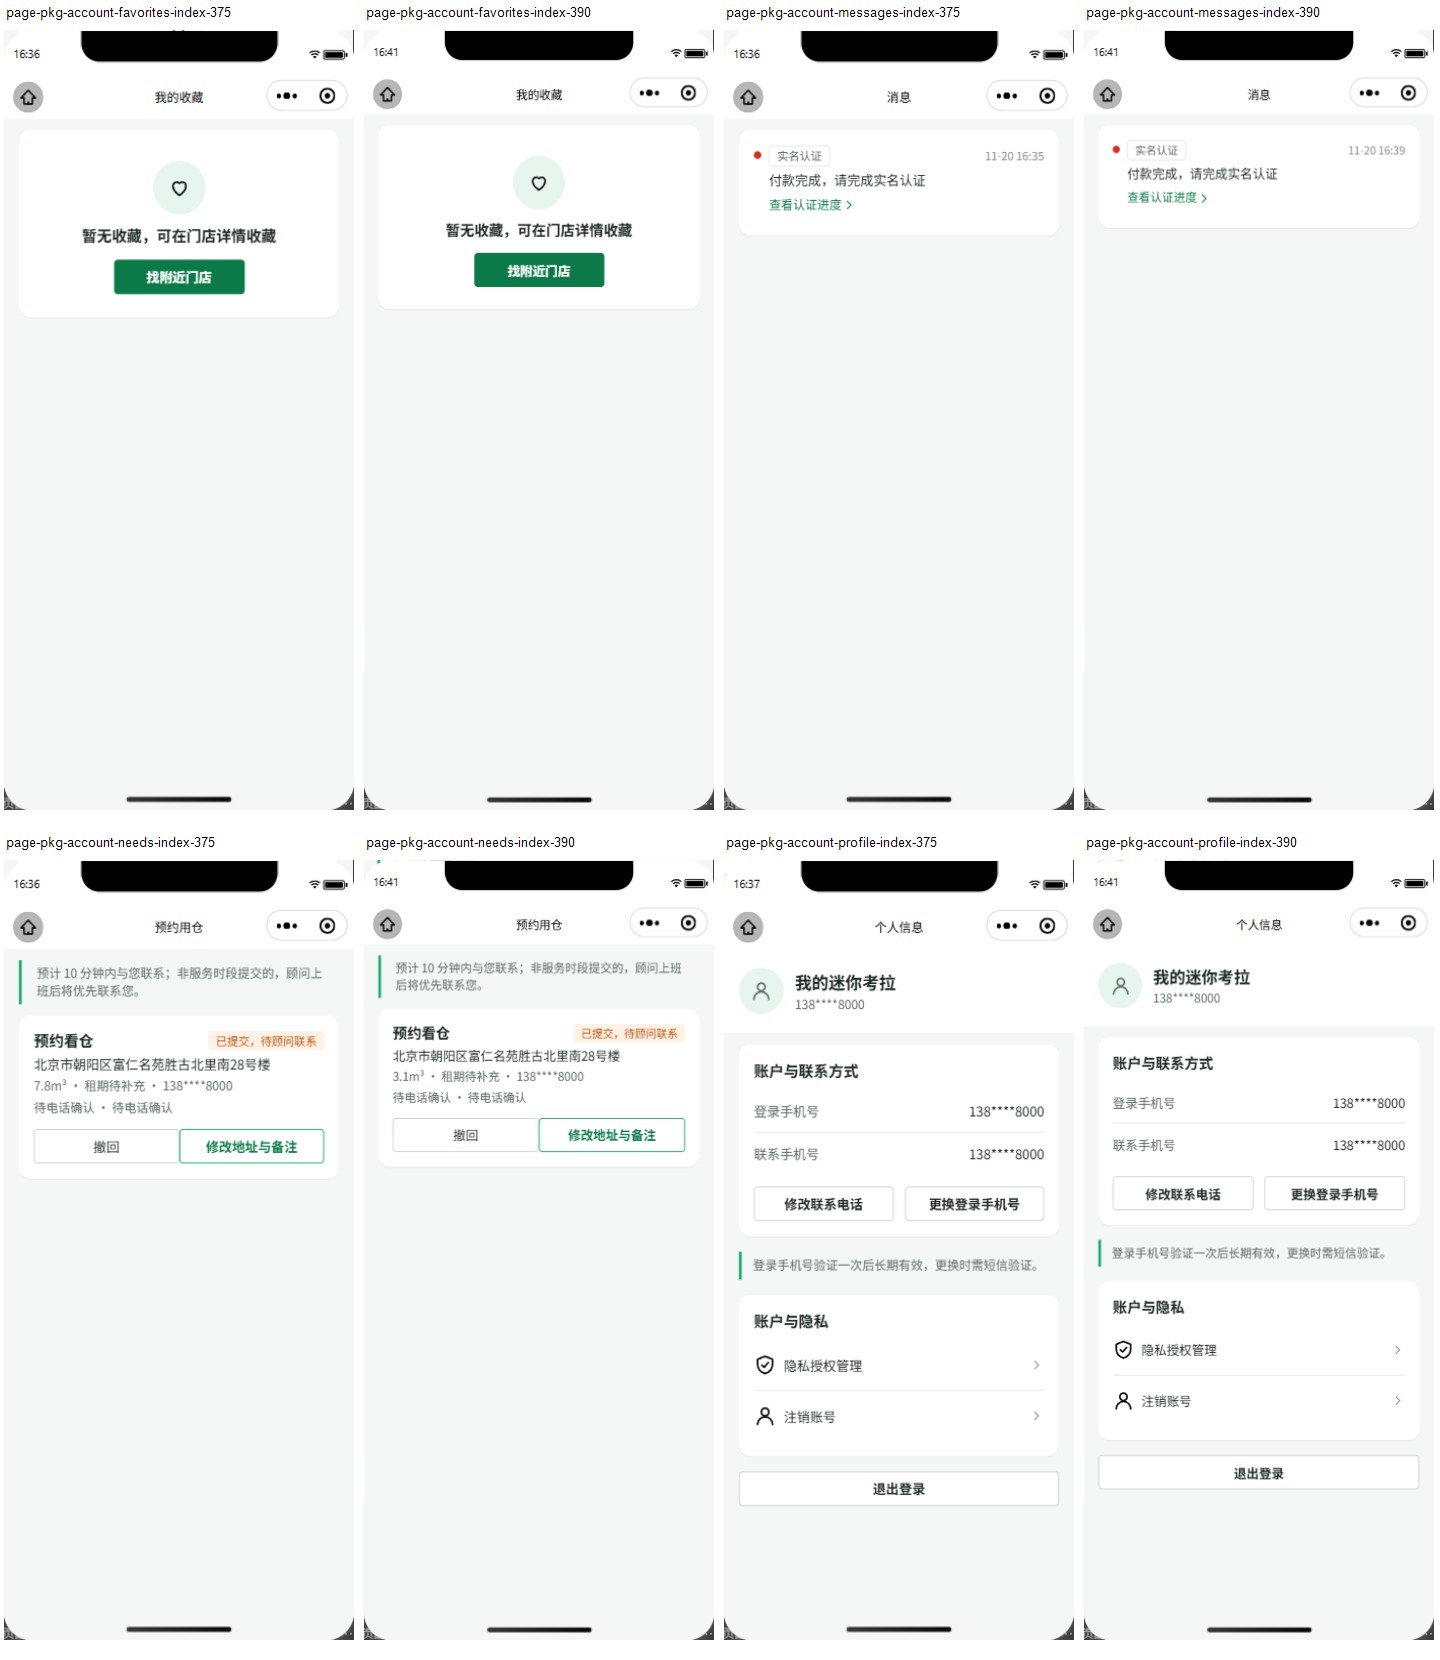 page-pkg-account-favorites-index-375
16:36
我的收藏
暂无收藏，可在门店详情收藏
找附近门店
page-pkg-account-favorites-index-390
16:41
我的收藏
暂无收藏，可在门店详情收藏
找附近门店
page-pkg-account-messages-index-375
16:36
消息
实名认证
11-20 16:35
付款完成，请完成实名认证
查看认证进度
page-pkg-account-messages-index-390
16:41
消息
实名认证
11-20 16:39
付款完成，请完成实名认证
查看认证进度
page-pkg-account-needs-index-375
16:36
预约用仓
预计 10 分钟内与您联系；非服务时段提交的，顾问上
班后将优先联系您。
预约看仓
已提交，待顾问联系
北京市朝阳区富仁名苑胜古北里南28号楼
7.8m³ · 租期待补充 · 138****8000
待电话确认 · 待电话确认
撤回
修改地址与备注
page-pkg-account-needs-index-390
16:41
预约用仓
预计 10 分钟内与您联系；非服务时段提交的，顾问上班
后将优先联系您。
预约看仓
已提交，待顾问联系
北京市朝阳区富仁名苑胜古北里南28号楼
3.1m³ · 租期待补充 · 138****8000
待电话确认 · 待电话确认
撤回
修改地址与备注
page-pkg-account-profile-index-375
16:37
个人信息
我的迷你考拉
138****8000
账户与联系方式
登录手机号
138****8000
联系手机号
138****8000
修改联系电话
更换登录手机号
登录手机号验证一次后长期有效，更换时需短信验证。
账户与隐私
隐私授权管理
注销账号
退出登录
page-pkg-account-profile-index-390
16:41
个人信息
我的迷你考拉
138****8000
账户与联系方式
登录手机号
138****8000
联系手机号
138****8000
修改联系电话
更换登录手机号
登录手机号验证一次后长期有效，更换时需短信验证。
账户与隐私
隐私授权管理
注销账号
退出登录